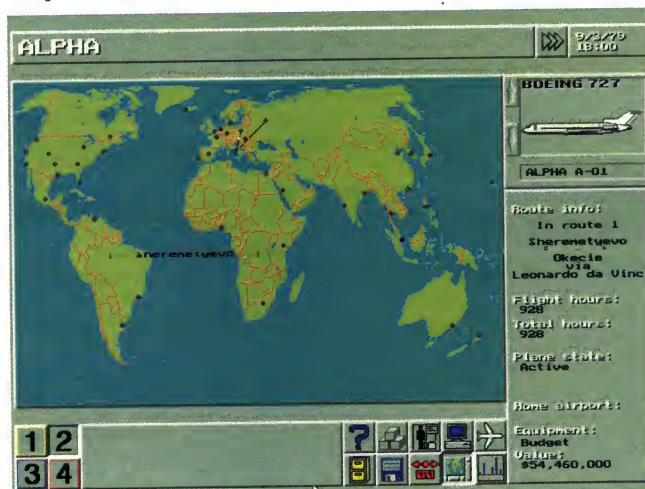 ALPHA
9/3/79
18:00
BOEING 727
ALPHA A-01
Route info:
In route 1
Sheremetyevo
Okecie
via
Leonardo da Vinc
Flight hours:
928
Total hours:
928
Plane state:
Active
Home airport:
Equipment:
Budget
Value:
$54,460,000
Sheremetyevo
1 2
3 4
?